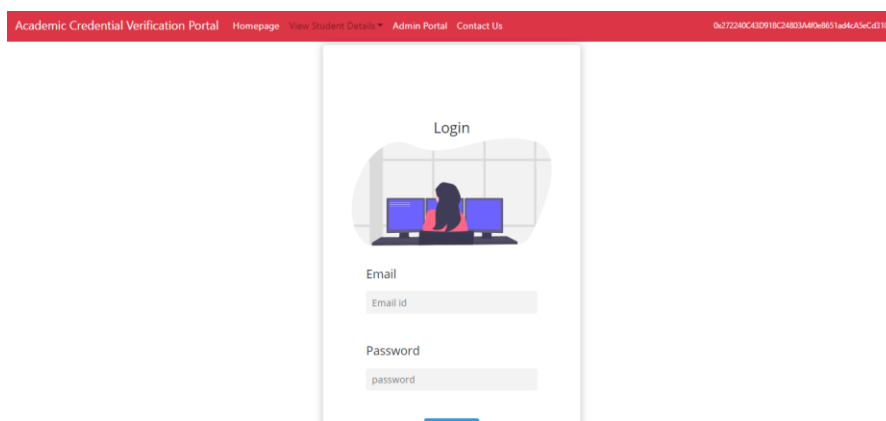 Academic Credential Verification Portal Homepage View Student Details Admin Portal Contact Us
Login
Email
Email id
Password
password